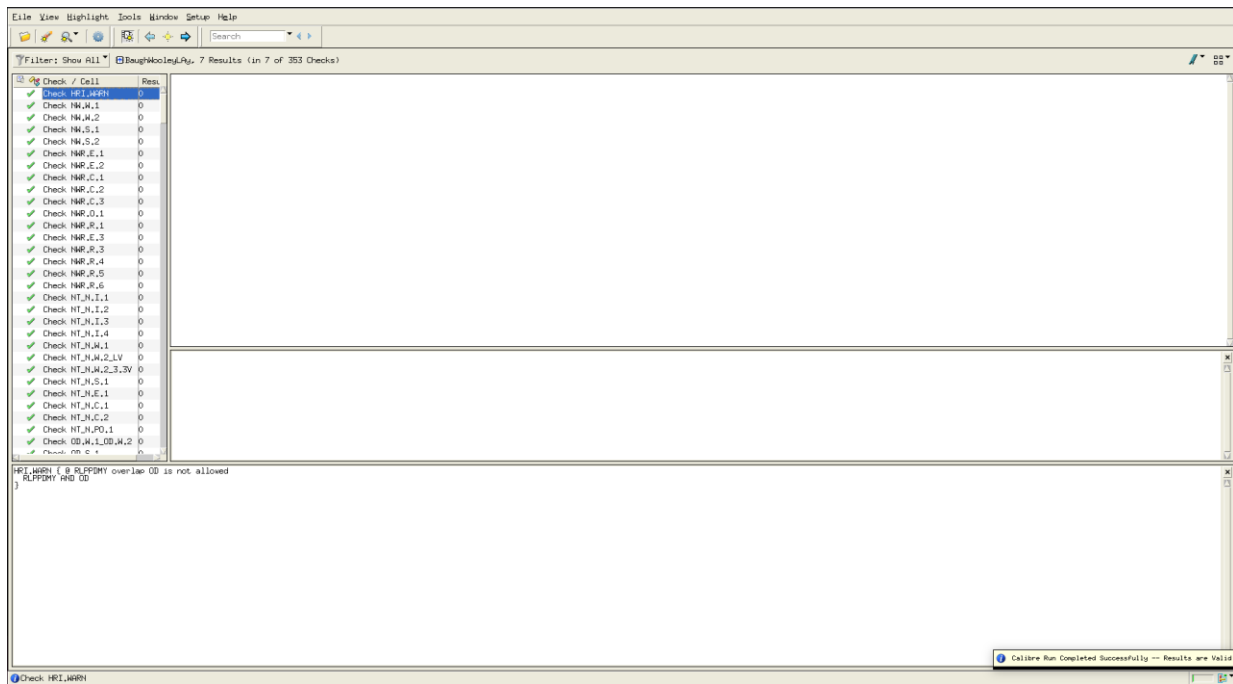 File View Highlight Tools Window Setup Help
Search
Filter: Show All BaughWooleyLAy, 7 Results (in 7 of 353 Checks)
Check / Cell Resu
Check HRI.WARN 0
Check NW.W.1 0
Check NW.W.2 0
Check NW.S.1 0
Check NW.S.2 0
Check NWR.E.1 0
Check NWR.E.2 0
Check NWR.C.1 0
Check NWR.C.2 0
Check NWR.C.3 0
Check NWR.O.1 0
Check NWR.R.1 0
Check NWR.E.3 0
Check NWR.R.3 0
Check NWR.R.4 0
Check NWR.R.5 0
Check NWR.R.6 0
Check NT_N.I.1 0
Check NT_N.I.2 0
Check NT_N.I.3 0
Check NT_N.I.4 0
Check NT_N.W.1 0
Check NT_N.W.2_LV 0
Check NT_N.W.2_3.3V 0
Check NT_N.S.1 0
Check NT_N.E.1 0
Check NT_N.C.1 0
Check NT_N.C.2 0
Check NT_N.PO.1 0
Check OD.W.1_OD.W.2 0
Check OD.S.1 0
HRI.WARN { @ RLPPDMY overlap OD is not allowed
RLPPDMY AND OD
}
Calibre Run Completed Successfully -- Results are Valid
Check HRI.WARN